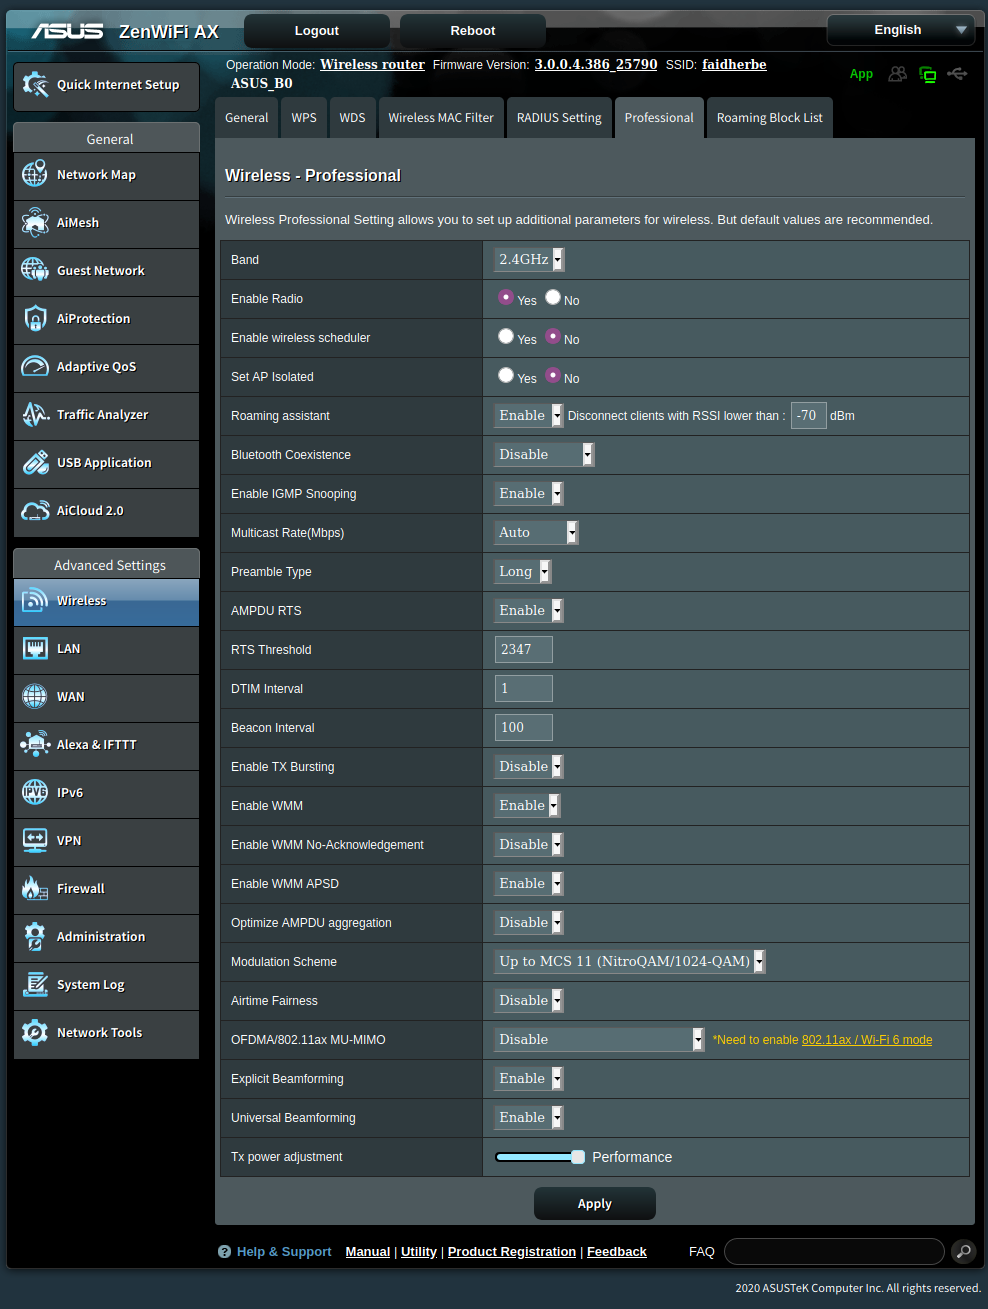 ASUS ZenWiFi AX Logout Reboot English
Operation Mode: Wireless router Firmware Version: 3.0.0.4.386_25790 SSID: faidherbe
ASUS_B0
App
Quick Internet Setup
General
Network Map
AiMesh
Guest Network
AiProtection
Adaptive QoS
Traffic Analyzer
USB Application
AiCloud 2.0
Advanced Settings
Wireless
LAN
WAN
Alexa & IFTTT
IPv6
VPN
Firewall
Administration
System Log
Network Tools
General WPS WDS Wireless MAC Filter RADIUS Setting Professional Roaming Block List
Wireless - Professional
Wireless Professional Setting allows you to set up additional parameters for wireless. But default values are recommended.
Band 2.4GHz
Enable Radio Yes No
Enable wireless scheduler Yes No
Set AP Isolated Yes No
Roaming assistant Enable Disconnect clients with RSSI lower than : -70 dBm
Bluetooth Coexistence Disable
Enable IGMP Snooping Enable
Multicast Rate(Mbps) Auto
Preamble Type Long
AMPDU RTS Enable
RTS Threshold 2347
DTIM Interval 1
Beacon Interval 100
Enable TX Bursting Disable
Enable WMM Enable
Enable WMM No-Acknowledgement Disable
Enable WMM APSD Enable
Optimize AMPDU aggregation Disable
Modulation Scheme Up to MCS 11 (NitroQAM/1024-QAM)
Airtime Fairness Disable
OFDMA/802.11ax MU-MIMO Disable *Need to enable 802.11ax / Wi-Fi 6 mode
Explicit Beamforming Enable
Universal Beamforming Enable
Tx power adjustment Performance
Apply
? Help & Support Manual | Utility | Product Registration | Feedback FAQ
2020 ASUSTeK Computer Inc. All rights reserved.